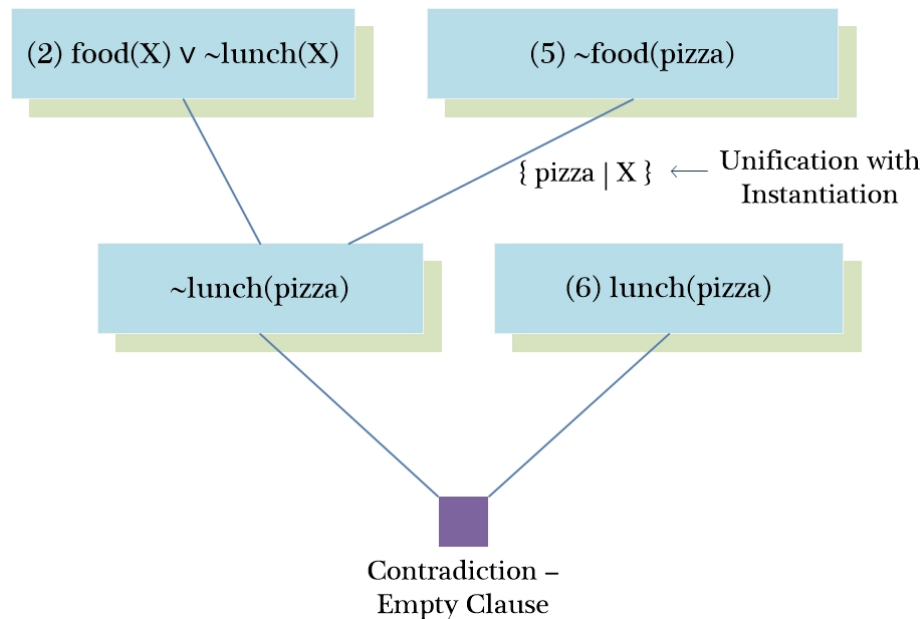 (2) food(X) ∨ ~lunch(X)
(5) ~food(pizza)
{ pizza | X } ← Unification with
Instantiation
~lunch(pizza)
(6) lunch(pizza)
Contradiction –
Empty Clause